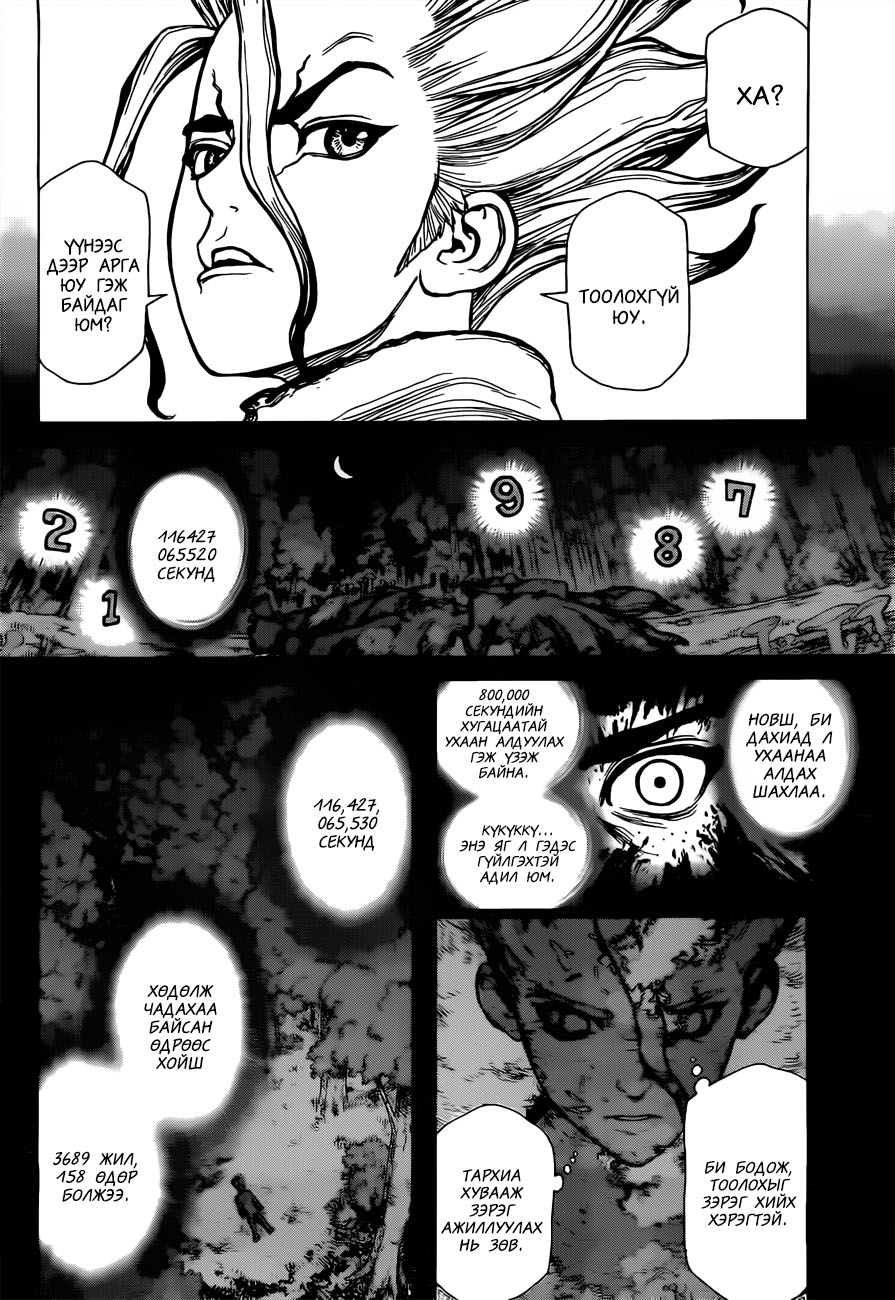 ХА?
ТООЛОХГҮЙ
ЮУ.
ҮҮНЭЭС
ДЭЭР АРГА
ЮУ ГЭЖ
БАЙДАГ
ЮМ?
7
8
9
116427
065520
СЕКУНД
2
1
НОВШ, БИ
ДАХИАД Л
УХААНАА
АЛДАХ
ШАХЛАА.
800,000
СЕКУНДИЙН
ХУГАЦААТАЙ
УХААН АЛДУУЛАХ
ГЭЖ ҮЗЭЖ
БАЙНА.
КҮКҮККҮ...
ЭНЭ ЯГ Л ГЭДЭС
ГҮЙЛГЭХТЭЙ
АДИЛ ЮМ.
БИ БОДОЖ,
ТООЛОХЫГ
ЗЭРЭГ ХИЙХ
ХЭРЭГТЭЙ.
ТАРХИА
ХУВААЖ
ЗЭРЭГ
АЖИЛЛУУЛАХ
НЬ ЗӨВ.
116,427,
065,530
СЕКУНД
ХӨДӨЛЖ
ЧАДАХАА
БАЙСАН
ӨДРӨӨС
ХОЙШ
3689 ЖИЛ,
158 ӨДӨР
БОЛЖЭЭ.